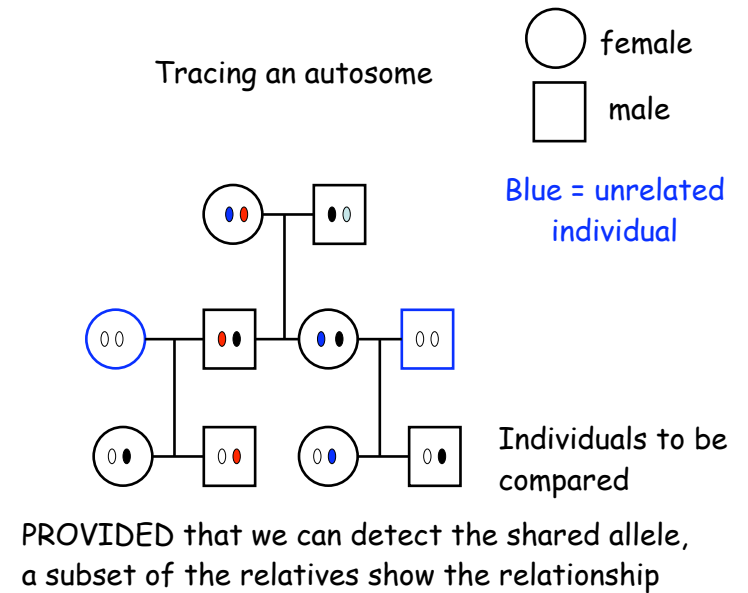 Tracing an autosome
female
male
Blue = unrelated
individual
Individuals to be
compared
PROVIDED that we can detect the shared allele,
a subset of the relatives show the relationship